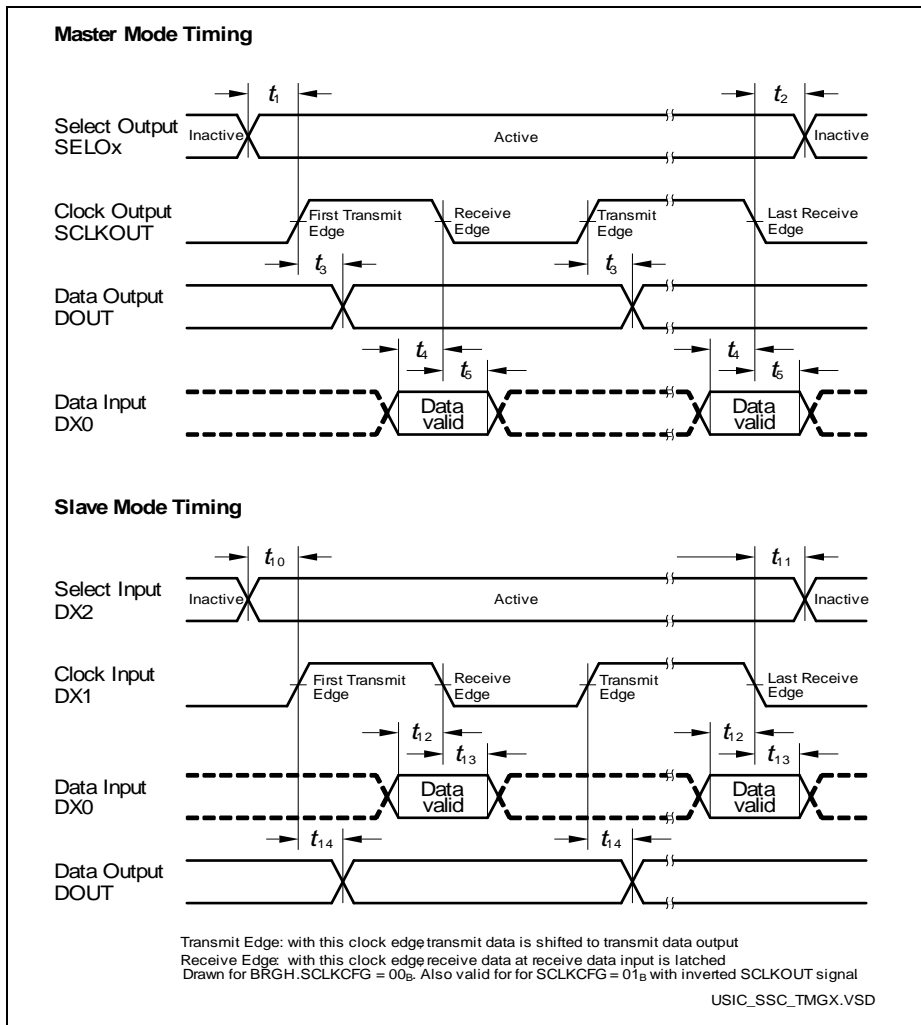 Master Mode Timing
t1 t2
Select Output
SELOx
Inactive Active Inactive
Clock Output
SCLKOUT
First Transmit
Edge
Receive
Edge
Transmit
Edge
Last Receive
Edge
t3 t3
Data Output
DOUT
t4 t4
t5 t5
Data Input
DX0
Data
valid
Data
valid
Slave Mode Timing
t10 t11
Select Input
DX2
Inactive Active Inactive
Clock Input
DX1
First Transmit
Edge
Receive
Edge
Transmit
Edge
Last Receive
Edge
t12 t12
t13 t13
Data Input
DX0
Data
valid
Data
valid
t14 t14
Data Output
DOUT
Transmit Edge: with this clock edge, transmit data is shifted to transmit data output
Receive Edge: with this clock edge, receive data at receive data input is latched
Drawn for BRGH.SCLKCFG = 00B. Also valid for for SCLKCFG = 01B with inverted SCLKOUT signal.
USIC_SSC_TMGX.VSD